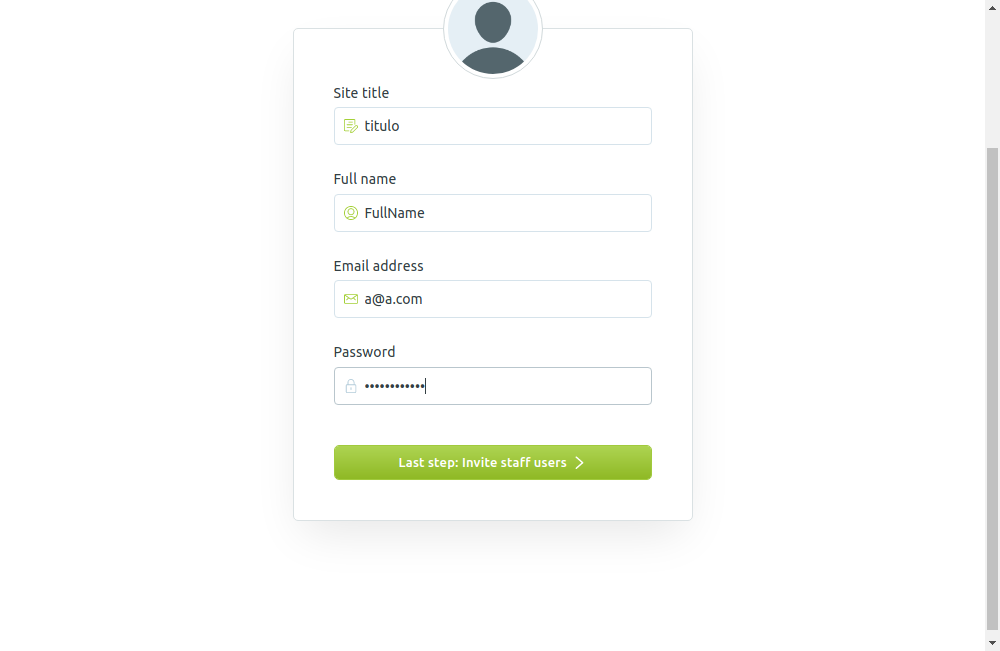 Site title
titulo
Full name
FullName
Email address
a@a.com
Password
••••••••••••
Last step: Invite staff users